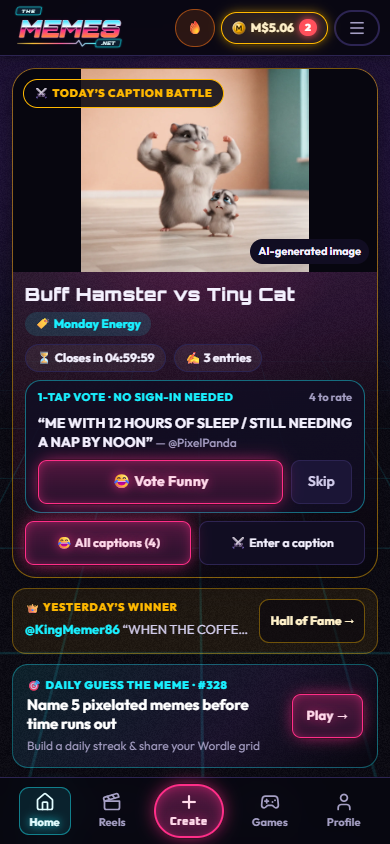 THE
MEMES
.NET
M$5.06
2
TODAY'S CAPTION BATTLE
AI-generated image
Buff Hamster vs Tiny Cat
Monday Energy
Closes in 04:59:59
3 entries
1-TAP VOTE · NO SIGN-IN NEEDED
4 to rate
“ME WITH 12 HOURS OF SLEEP / STILL NEEDING
A NAP BY NOON” — @PixelPanda
Vote Funny
Skip
All captions (4)
Enter a caption
YESTERDAY'S WINNER
@KingMemer86 “WHEN THE COFFE…
Hall of Fame →
DAILY GUESS THE MEME · #328
Name 5 pixelated memes before
time runs out
Build a daily streak & share your Wordle grid
Play →
Home
Reels
Create
Games
Profile